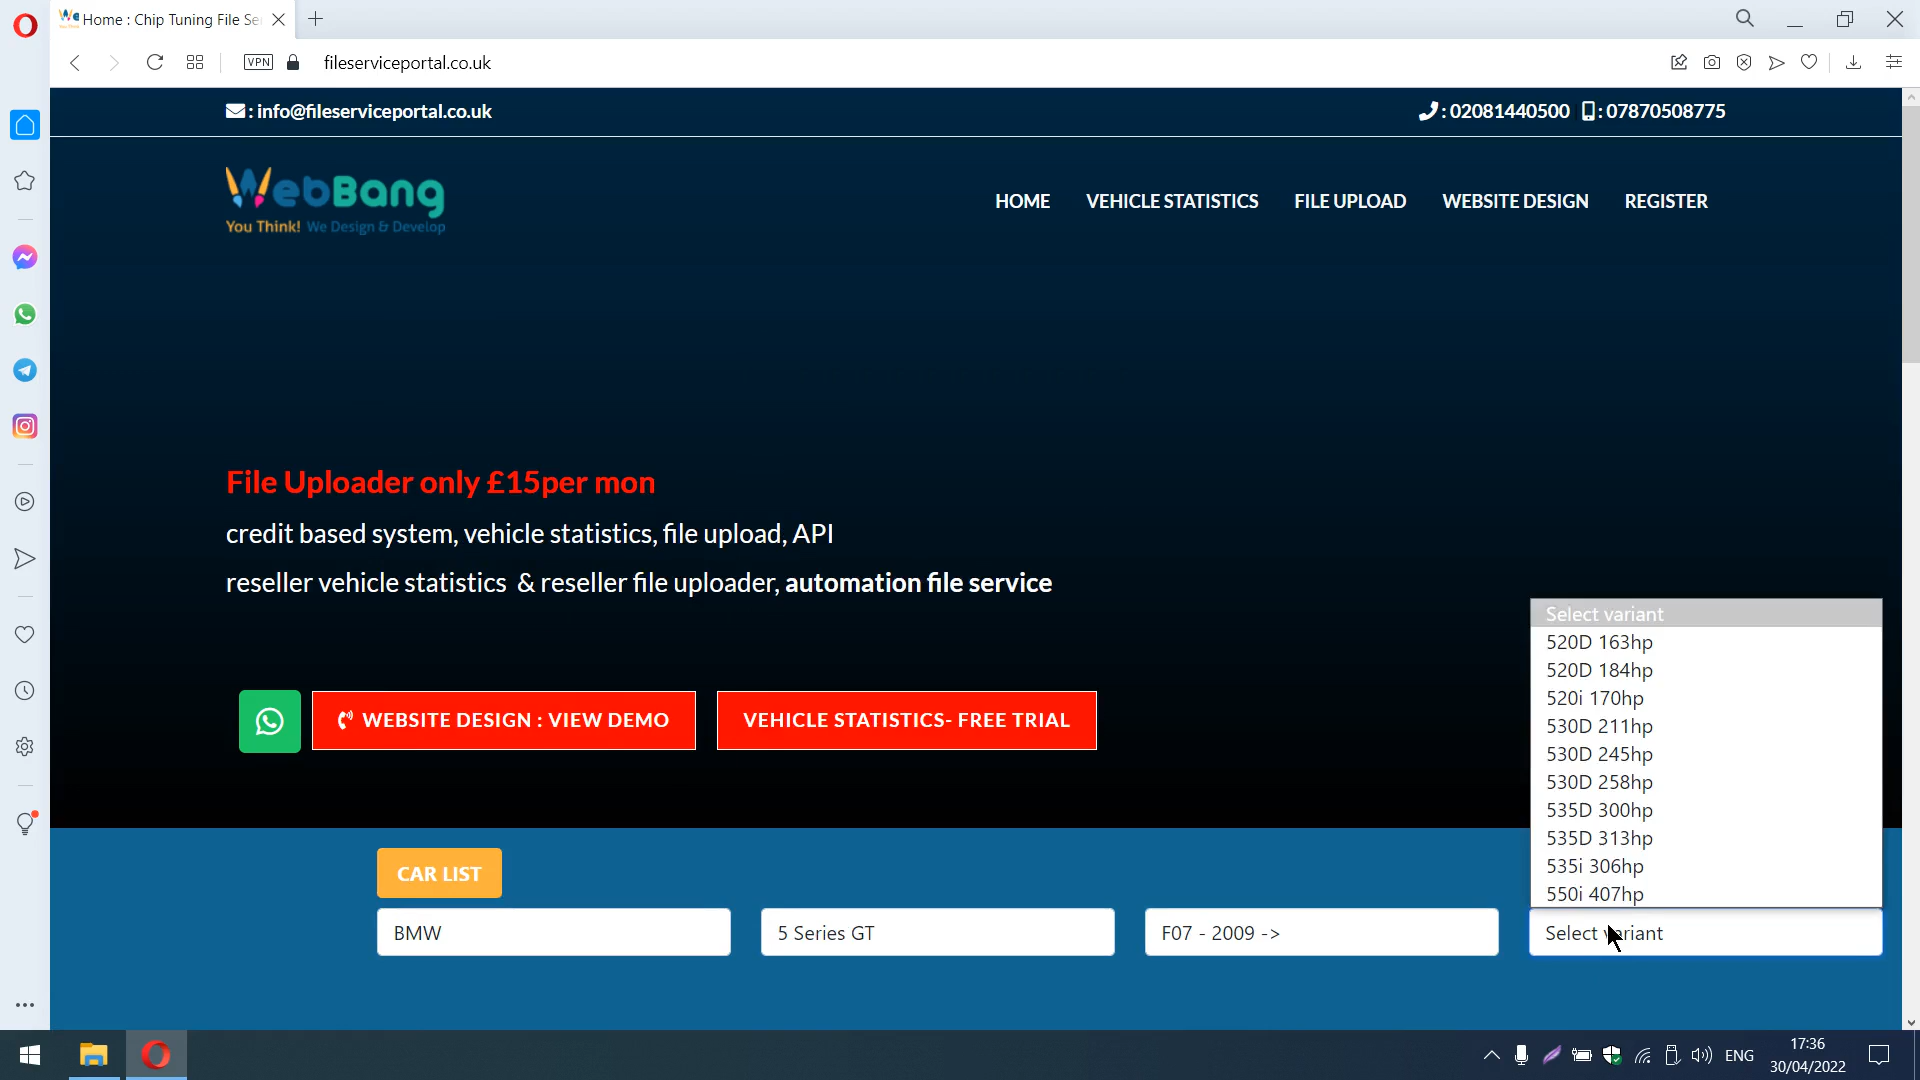 Home : Chip Tuning File Se
VPN
fileserviceportal.co.uk
: info@fileserviceportal.co.uk
: 02081440500 : 07870508775
WebBang
You Think! We Design & Develop
HOME VEHICLE STATISTICS FILE UPLOAD WEBSITE DESIGN REGISTER
File Uploader only £15per mon
credit based system, vehicle statistics, file upload, API
reseller vehicle statistics & reseller file uploader, automation file service
WEBSITE DESIGN : VIEW DEMO
VEHICLE STATISTICS- FREE TRIAL
Select variant
520D 163hp
520D 184hp
520i 170hp
530D 211hp
530D 245hp
530D 258hp
535D 300hp
535D 313hp
535i 306hp
550i 407hp
CAR LIST
BMW
5 Series GT
F07 - 2009 ->
Select variant
ENG
17:36
30/04/2022